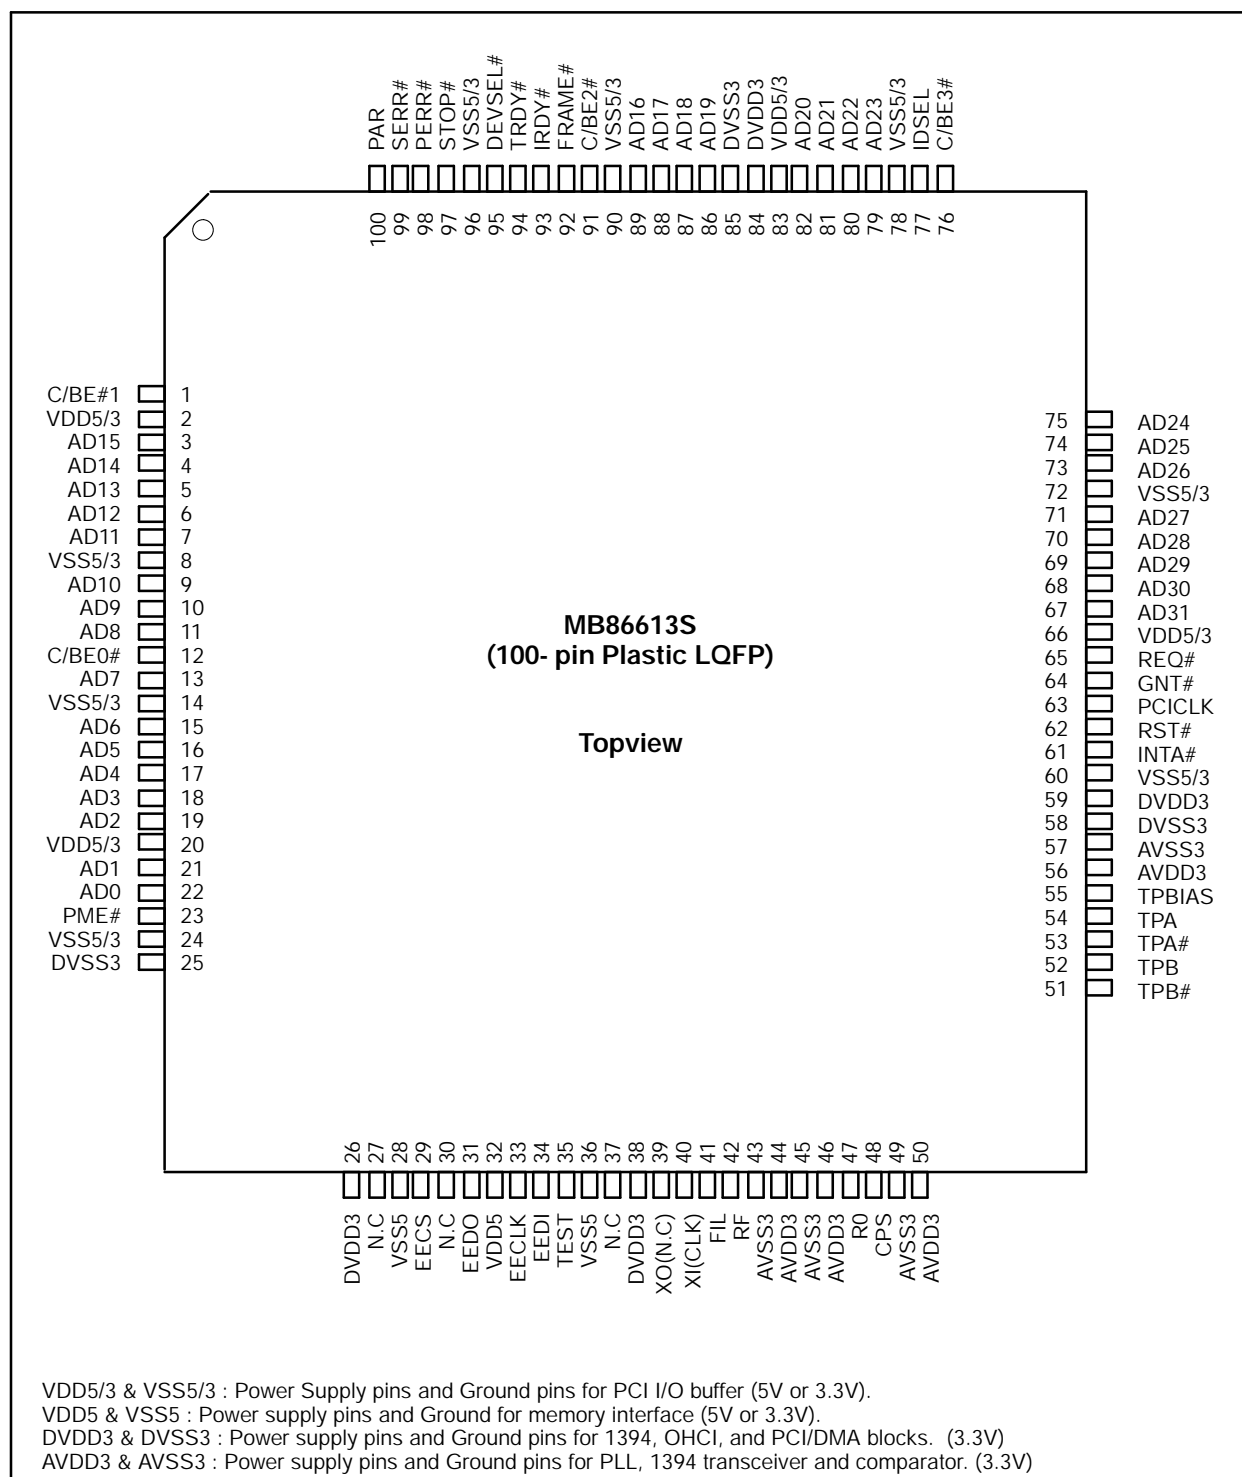 PAR SERR# PERR# STOP# VSS5/3 DEVSEL# TRDY# IRDY# FRAME# C/BE2# VSS5/3 AD16 AD17 AD18 AD19 DVSS3 DVDD3 VDD5/3 AD20 AD21 AD22 AD23 VSS5/3 IDSEL C/BE3#
100 99 98 97 96 95 94 93 92 91 90 89 88 87 86 85 84 83 82 81 80 79 78 77 76
C/BE#1 1
VDD5/3 2
AD15 3
AD14 4
AD13 5
AD12 6
AD11 7
VSS5/3 8
AD10 9
AD9 10
AD8 11
C/BE0# 12
AD7 13
VSS5/3 14
AD6 15
AD5 16
AD4 17
AD3 18
AD2 19
VDD5/3 20
AD1 21
AD0 22
PME# 23
VSS5/3 24
DVSS3 25
MB86613S
(100- pin Plastic LQFP)
Topview
75 AD24
74 AD25
73 AD26
72 VSS5/3
71 AD27
70 AD28
69 AD29
68 AD30
67 AD31
66 VDD5/3
65 REQ#
64 GNT#
63 PCICLK
62 RST#
61 INTA#
60 VSS5/3
59 DVDD3
58 DVSS3
57 AVSS3
56 AVDD3
55 TPBIAS
54 TPA
53 TPA#
52 TPB
51 TPB#
26 27 28 29 30 31 32 33 34 35 36 37 38 39 40 41 42 43 44 45 46 47 48 49 50
DVDD3 N.C VSS5 EECS N.C EEDO VDD5 EECLK EEDI TEST VSS5 N.C DVDD3 XO(N.C) XI(CLK) FIL RF AVSS3 AVDD3 AVSS3 AVDD3 R0 CPS AVSS3 AVDD3
VDD5/3 & VSS5/3 : Power Supply pins and Ground pins for PCI I/O buffer (5V or 3.3V).
VDD5 & VSS5 : Power supply pins and Ground for memory interface (5V or 3.3V).
DVDD3 & DVSS3 : Power supply pins and Ground pins for 1394, OHCI, and PCI/DMA blocks. (3.3V)
AVDD3 & AVSS3 : Power supply pins and Ground pins for PLL, 1394 transceiver and comparator. (3.3V)